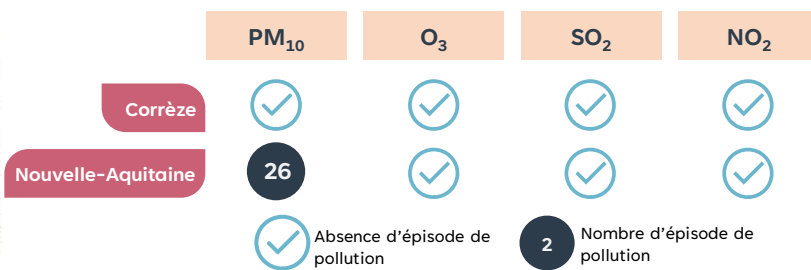 PM₁₀ O₃ SO₂ NO₂
Corrèze
Nouvelle-Aquitaine 26
Absence d'épisode de
pollution
2 Nombre d'épisode de
pollution